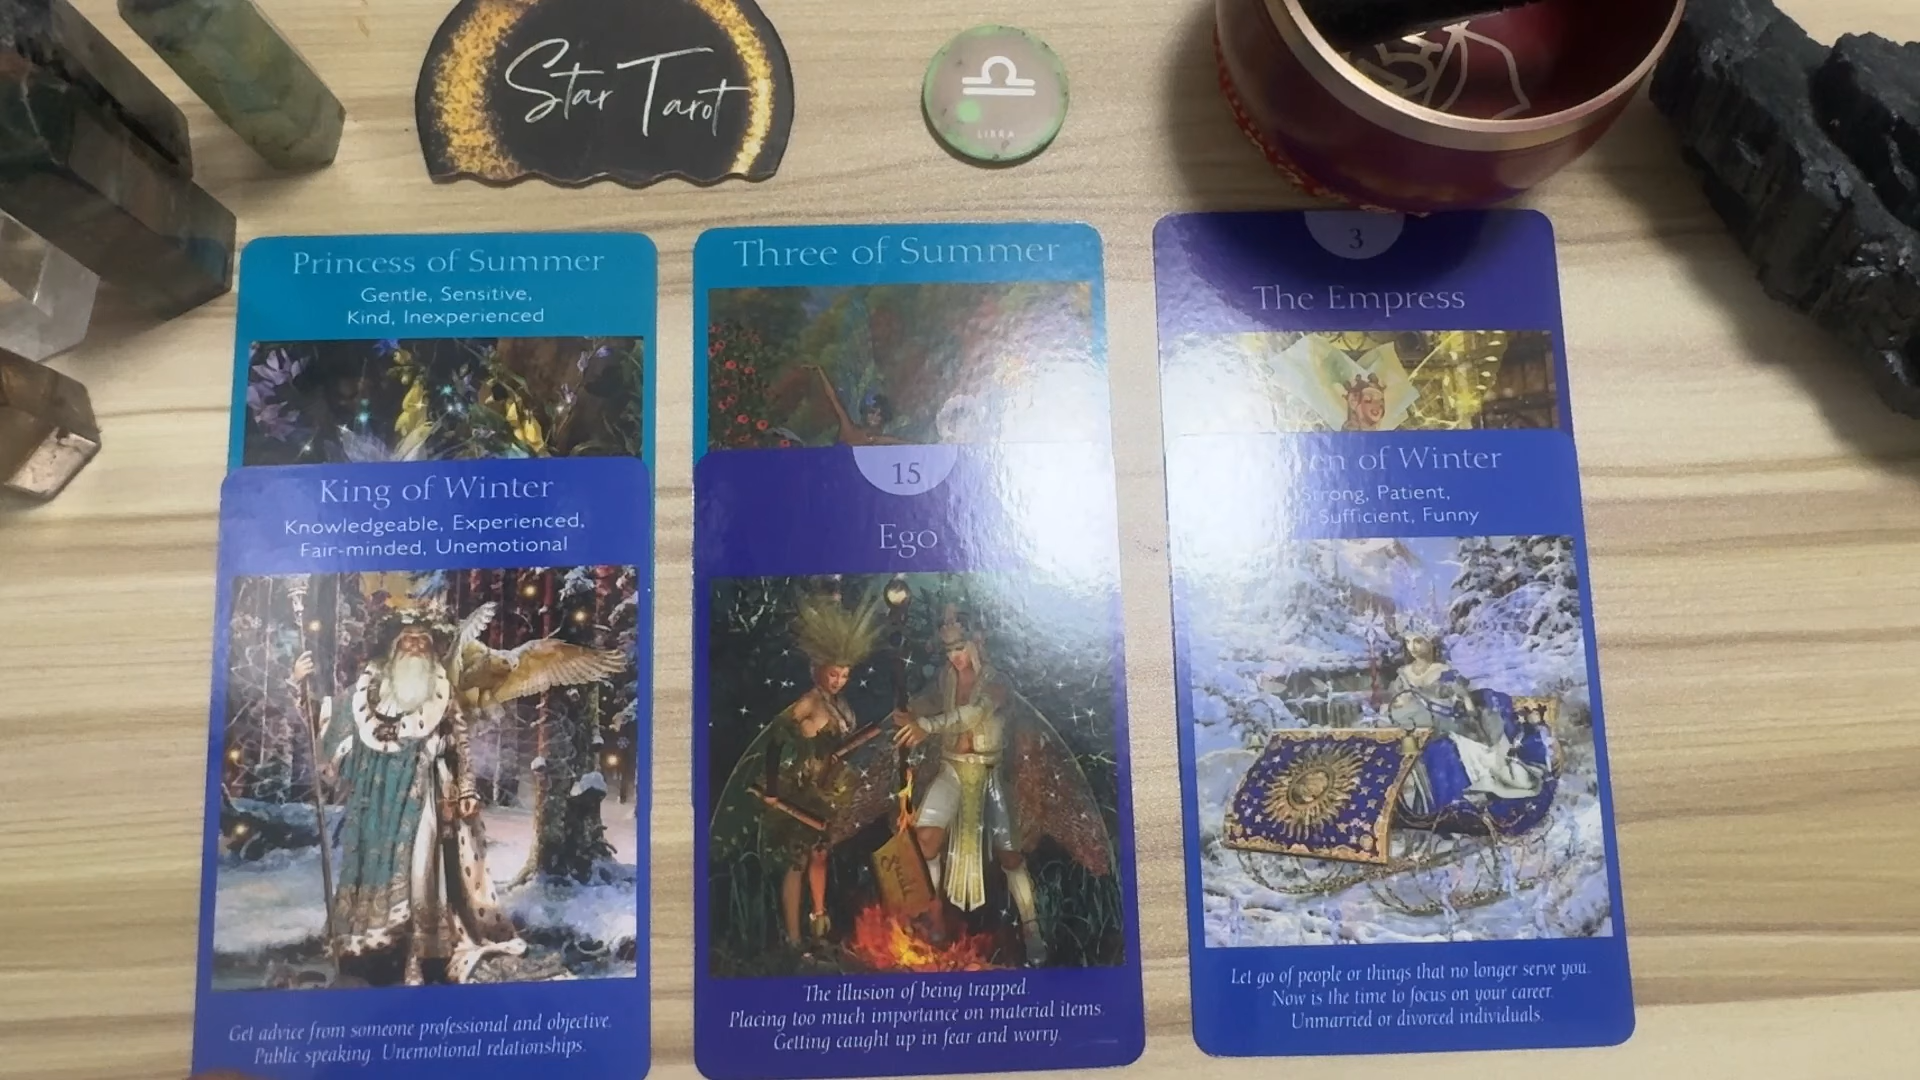 Star Tarot
LIBRA
Princess of Summer
Gentle, Sensitive,
Kind, Inexperienced
Three of Summer
3
The Empress
King of Winter
Knowledgeable, Experienced,
Fair-minded, Unemotional
Get advice from someone professional and objective.
Public speaking. Unemotional relationships.
15
Ego
The illusion of being trapped.
Placing too much importance on material items.
Getting caught up in fear and worry.
of Winter
Strong, Patient,
Sufficient, Funny
Let go of people or things that no longer serve you.
Now is the time to focus on your career.
Unmarried or divorced individuals.